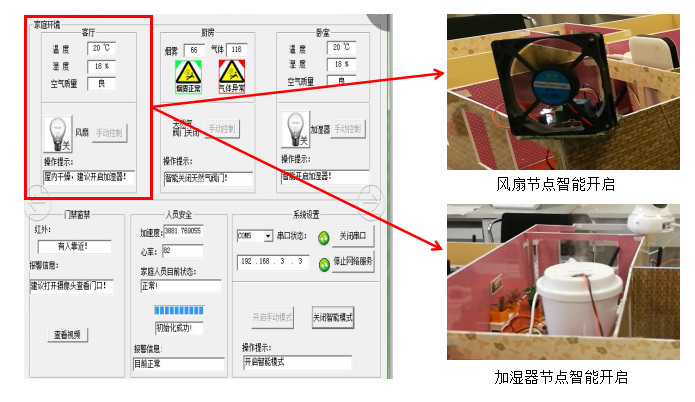 家庭环境
客厅
温 度 20 ℃
湿 度 18 %
空气质量 良
风扇 手动控制
关
操作提示:
屋内干燥，建议开启加湿器!
厨房
烟雾 66 气体 116
烟雾正常 气体异常
天然气
阀门关闭 手动控制
操作提示:
智能关闭天然气阀门!
卧室
温 度 20 ℃
湿 度 18 %
空气质量 良
加湿器 手动控制
关
操作提示:
智能开启加湿器!
门禁窗禁
红外:
有人靠近!
报警信息:
建议打开摄像头查看门口!
查看视频
人员安全
加速度: 3881.769055
心率: 82
家庭人员目前状态:
正常!
初始化成功!
报警信息:
目前正常
系统设置
COM5 串口状态: 关闭串口
192 .168 . 3 . 3 停止网络服务
开启手动模式 关闭智能模式
操作提示:
开启智能模式
风扇节点智能开启
加湿器节点智能开启